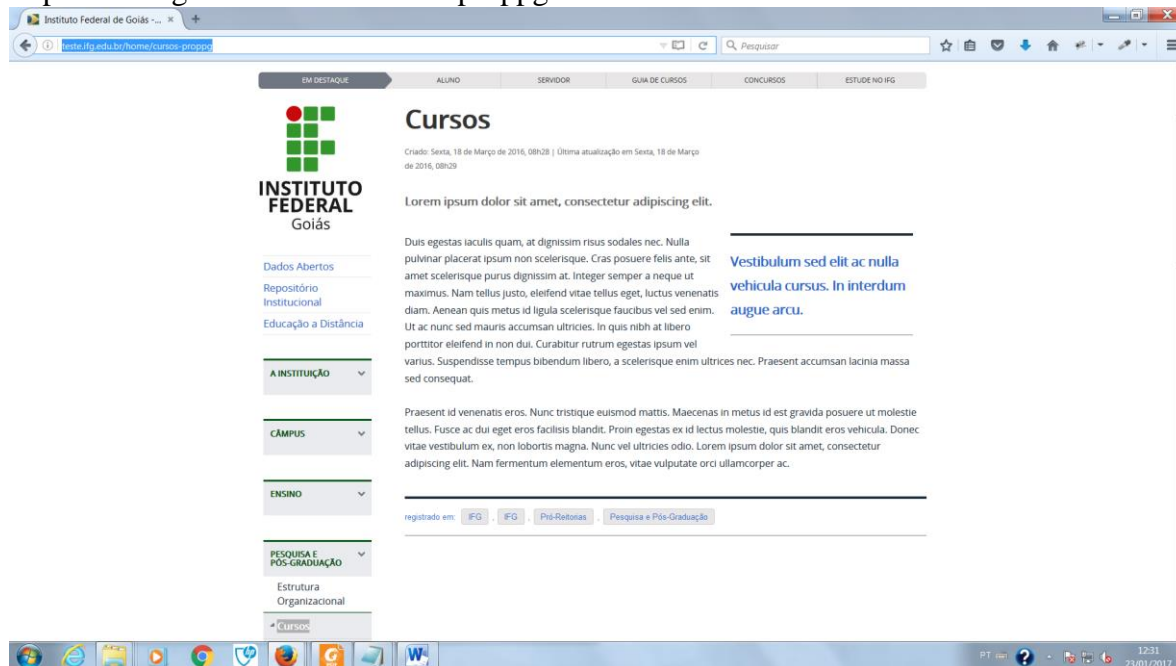 Instituto Federal de Goiás -... × +
teste.ifg.edu.br/home/cursos-proppg
Pesquisar
EM DESTAQUE
ALUNO
SERVIDOR
GUIA DE CURSOS
CONCURSOS
ESTUDE NO IFG
INSTITUTO
FEDERAL
Goiás
Dados Abertos
Repositório
Institucional
Educação a Distância
A INSTITUIÇÃO
CÂMPUS
ENSINO
PESQUISA E
PÓS-GRADUAÇÃO
Estrutura
Organizacional
Cursos
Cursos
Criado: Sexta, 18 de Março de 2016, 08h28 | Última atualização em Sexta, 18 de Março
de 2016, 08h29
Lorem ipsum dolor sit amet, consectetur adipiscing elit.
Duis egestas iaculis quam, at dignissim risus sodales nec. Nulla
pulvinar placerat ipsum non scelerisque. Cras posuere felis ante, sit
amet scelerisque purus dignissim at. Integer semper a neque ut
maximus. Nam tellus justo, eleifend vitae tellus eget, luctus venenatis
diam. Aenean quis metus id ligula scelerisque faucibus vel sed enim.
Ut ac nunc sed mauris accumsan ultricies. In quis nibh at libero
porttitor eleifend in non dui. Curabitur rutrum egestas ipsum vel
varius. Suspendisse tempus bibendum libero, a scelerisque enim ultrices nec. Praesent accumsan lacinia massa
sed consequat.
Vestibulum sed elit ac nulla
vehicula cursus. In interdum
augue arcu.
Praesent id venenatis eros. Nunc tristique euismod mattis. Maecenas in metus id est gravida posuere ut molestie
tellus. Fusce ac dui eget eros facilisis blandit. Proin egestas ex id lectus molestie, quis blandit eros vehicula. Donec
vitae vestibulum ex, non lobortis magna. Nunc vel ultricies odio. Lorem ipsum dolor sit amet, consectetur
adipiscing elit. Nam fermentum elementum eros, vitae vulputate orci ullamcorper ac.
registrado em: IFG , IFG , Pró-Reitorias , Pesquisa e Pós-Graduação
PT
12:31
23/01/2017